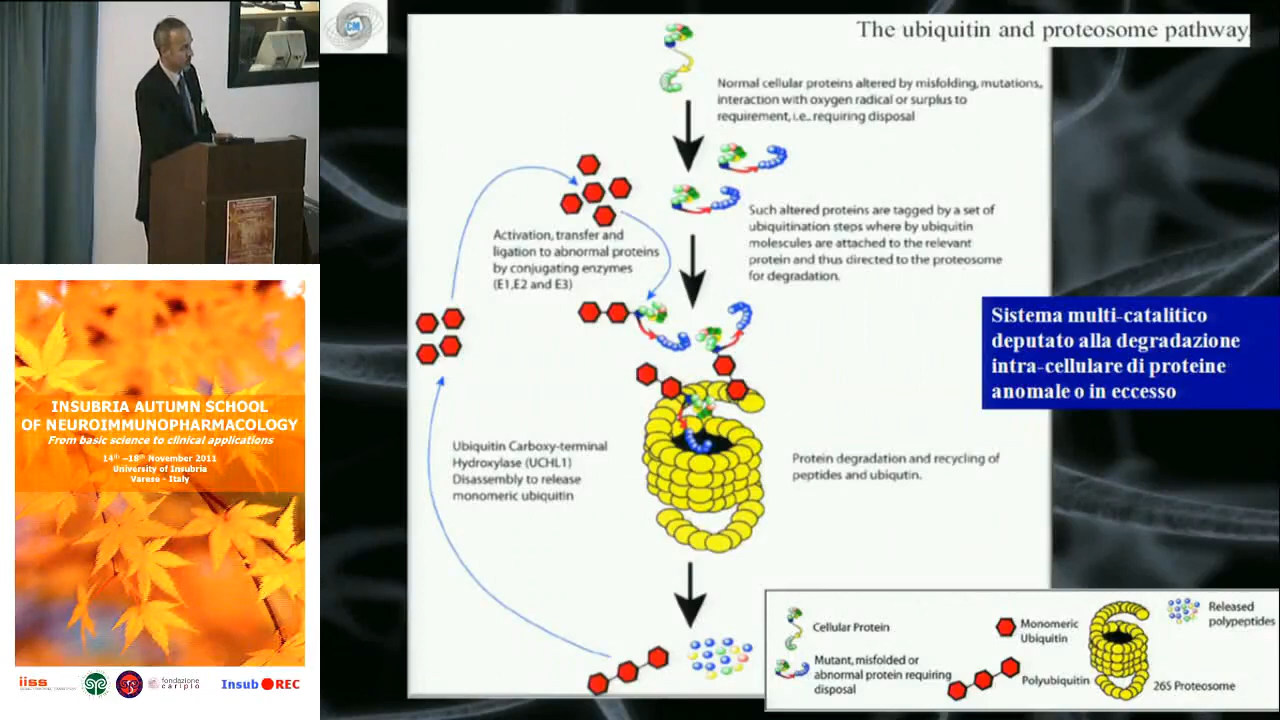 The ubiquitin and proteosome pathway
CM
Normal cellular proteins altered by misfolding, mutations,
interaction with oxygen radical or surplus to
requirement, i.e.. requiring disposal
Such altered proteins are tagged by a set of
ubiquitination steps where by ubiquitin
molecules are attached to the relevant
protein and thus directed to the proteosome
for degradation.
Activation, transfer and
ligation to abnormal proteins
by conjugating enzymes
(E1,E2 and E3)
Sistema multi-catalitico
deputato alla degradazione
intra-cellulare di proteine
anomale o in eccesso
Ubiquitin Carboxy-terminal
Hydroxylase (UCHL1)
Disassembly to release
monomeric ubiquitin
Protein degradation and recycling of
peptides and ubiqutin.
Cellular Protein
Mutant, misfolded or
abnormal protein requiring
disposal
Monomeric
Ubiquitin
Polyubiquitin
26S Proteosome
Released
polypeptides
INSUBRIA AUTUMN SCHOOL
OF NEUROIMMUNOPHARMACOLOGY
From basic science to clinical applications
14th –18th November 2011
University of Insubria
Varese - Italy
iiss
fondazione
cariplo
Insub REC